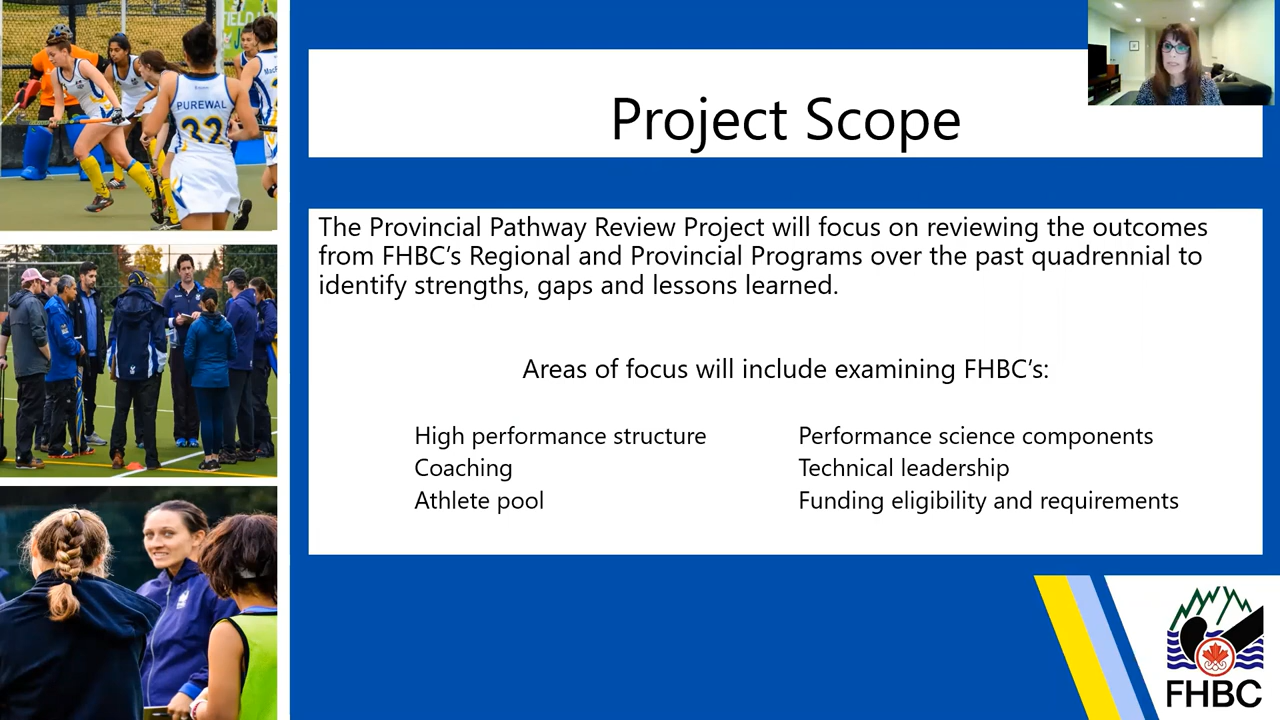 Project Scope
The Provincial Pathway Review Project will focus on reviewing the outcomes
from FHBC’s Regional and Provincial Programs over the past quadrennial to
identify strengths, gaps and lessons learned.
Areas of focus will include examining FHBC’s:
High performance structure
Coaching
Athlete pool
Performance science components
Technical leadership
Funding eligibility and requirements
PUREWAL
32
FHBC